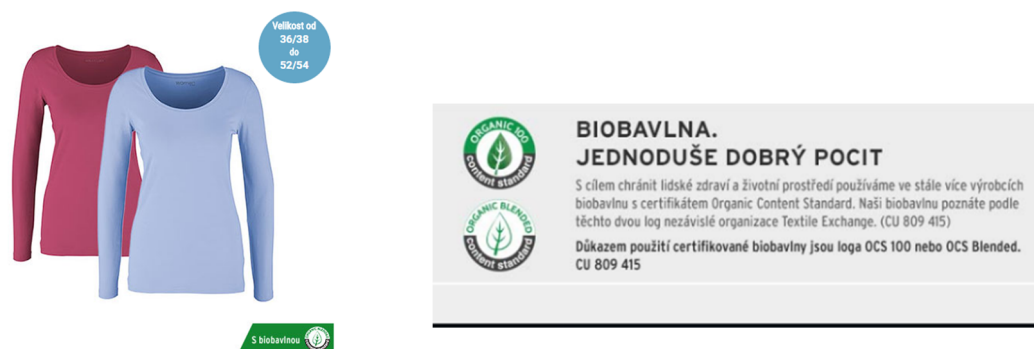 Velikost od
36/38
do
52/54
S biobavlnou
ORGANIC 100
content standard
ORGANIC BLENDED
content standard
BIOBAVLNA.
JEDNODUŠE DOBRÝ POCIT
S cílem chránit lidské zdraví a životní prostředí používáme ve stále více výrobcích
biobavlnu s certifikátem Organic Content Standard. Naši biobavlnu poznáte podle
těchto dvou log nezávislé organizace Textile Exchange. (CU 809 415)
Důkazem použití certifikované biobavlny jsou loga OCS 100 nebo OCS Blended.
CU 809 415